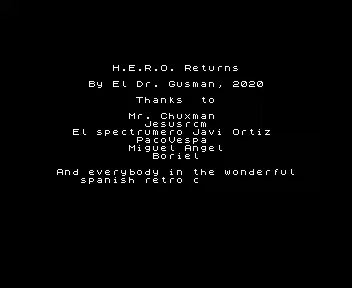 H.E.R.O. Returns
By El Dr. Gusman, 2020
Thanks  to
Mr. Chuxman
Jesusrcm
El spectrumero Javi Ortiz
PacoVespa
Miguel Angel
Boriel
And everybody in the wonderful
spanish retro c